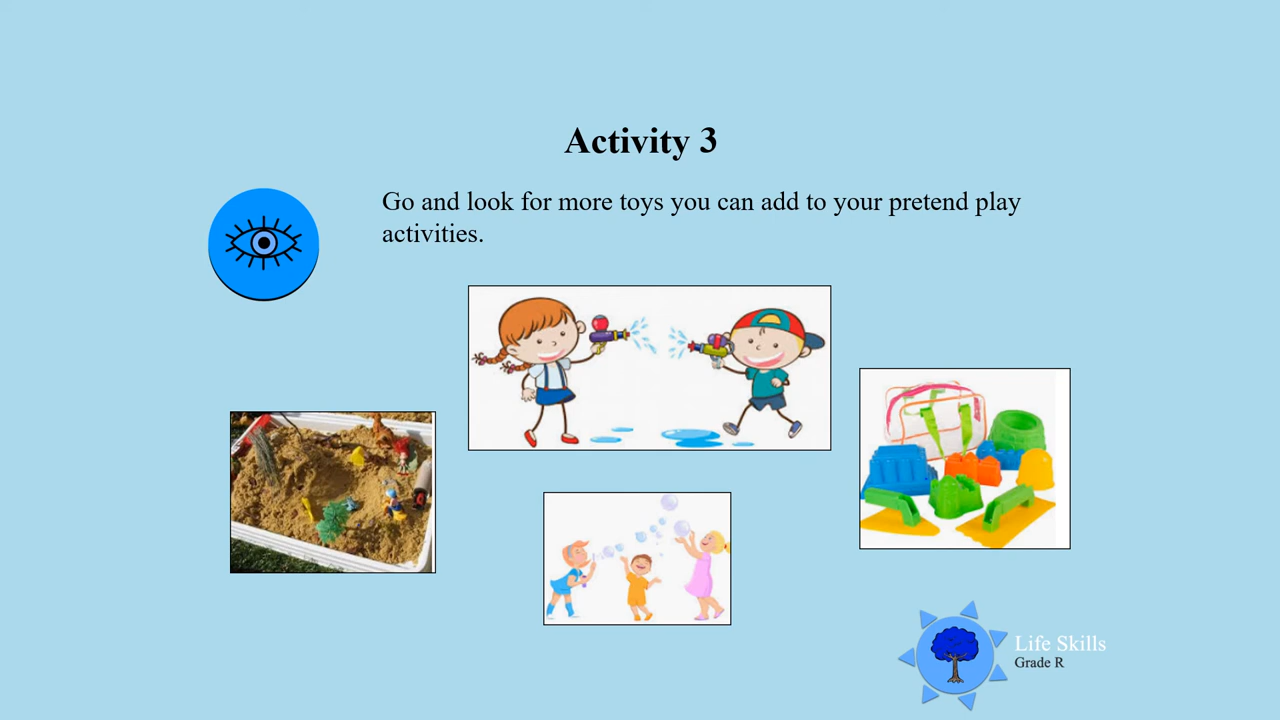 Activity 3
Go and look for more toys you can add to your pretend play
activities.
Life Skills
Grade R